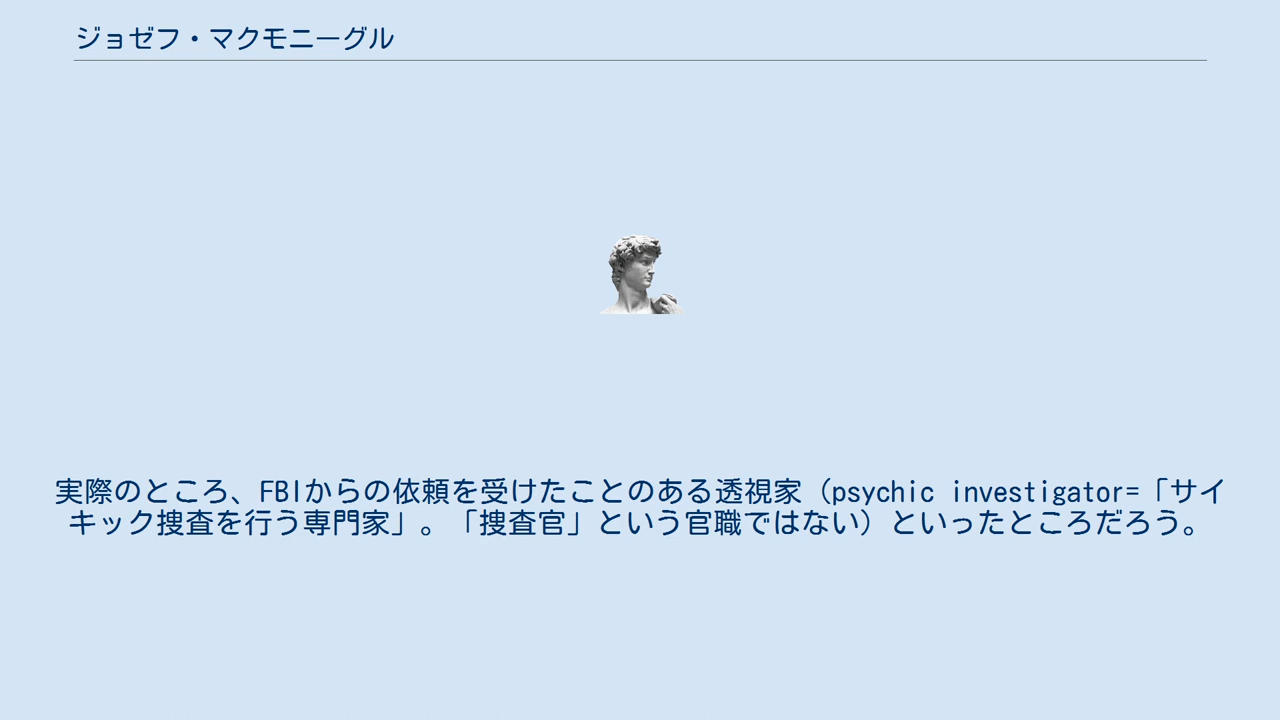 ジョゼフ・マクモニーグル
実際のところ、FBIからの依頼を受けたことのある透視家（psychic investigator=「サイ
キック捜査を行う専門家」。「捜査官」という官職ではない）といったところだろう。